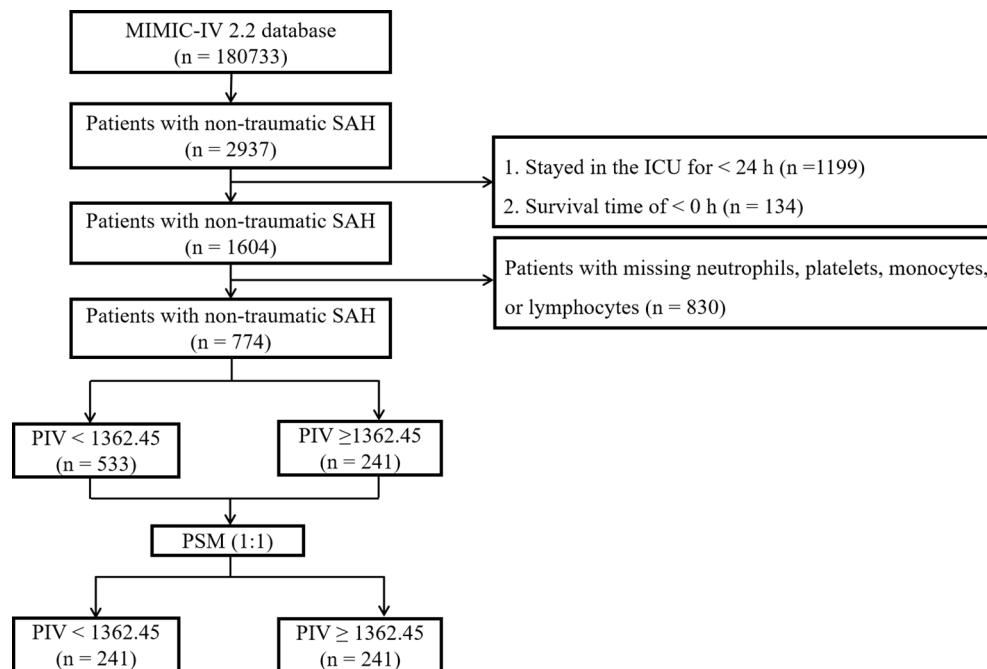 MIMIC-IV 2.2 database
(n = 180733)
Patients with non-traumatic SAH
(n = 2937)
1. Stayed in the ICU for < 24 h (n =1199)
2. Survival time of < 0 h (n = 134)
Patients with non-traumatic SAH
(n = 1604)
Patients with missing neutrophils, platelets, monocytes,
or lymphocytes (n = 830)
Patients with non-traumatic SAH
(n = 774)
PIV < 1362.45
(n = 533)
PIV ≥1362.45
(n = 241)
PSM (1:1)
PIV < 1362.45
(n = 241)
PIV ≥ 1362.45
(n = 241)